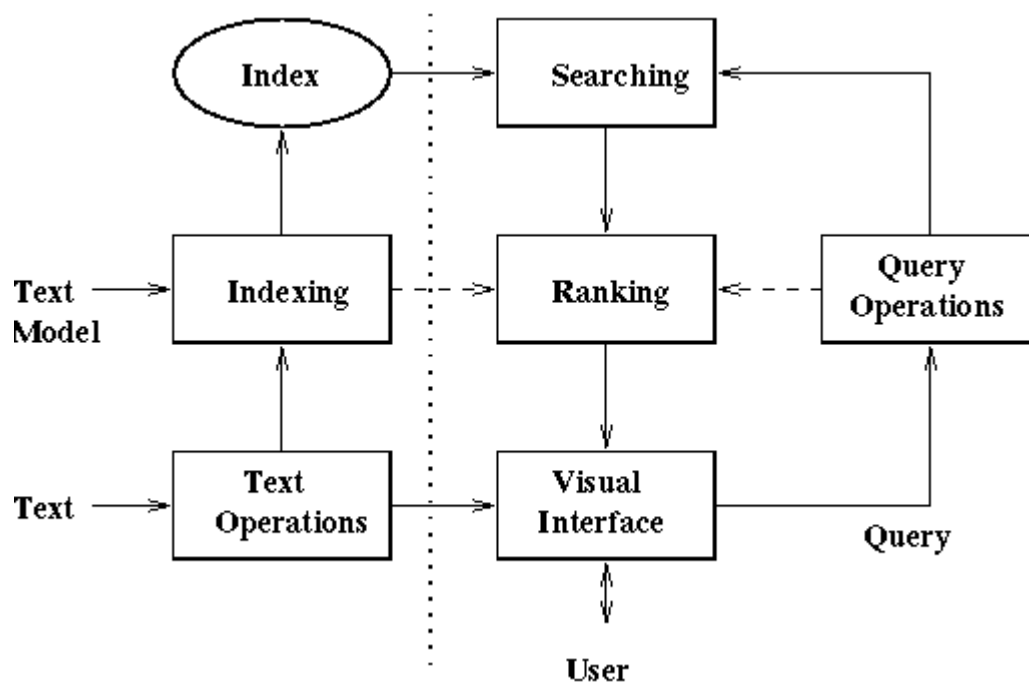 Index
Searching
Text
Model
Indexing
Ranking
Query
Operations
Text
Text
Operations
Visual
Interface
Query
User